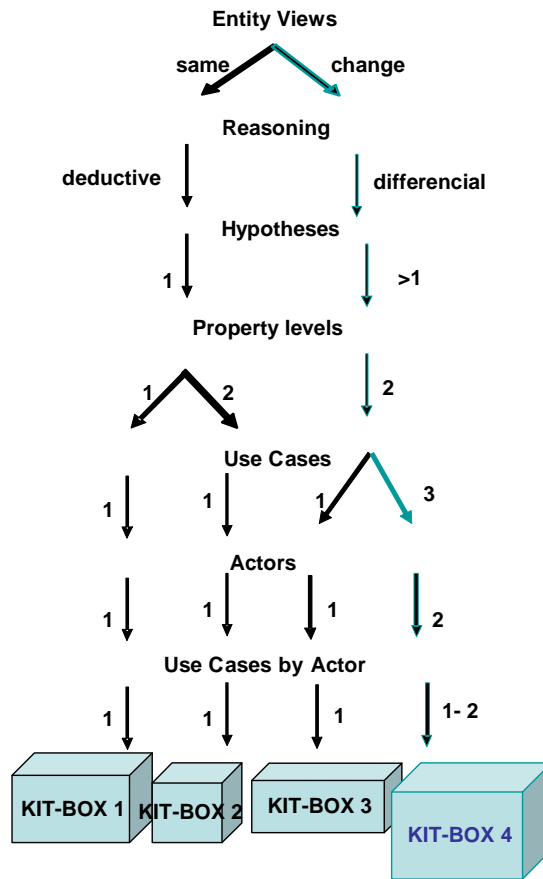 Entity Views
same change
Reasoning
deductive differencial
Hypotheses
1 >1
Property levels
1 2 2
Use Cases
1 1 1 3
Actors
1 1 1 2
Use Cases by Actor
1 1 1 1- 2
KIT-BOX 1 KIT-BOX 2 KIT-BOX 3 KIT-BOX 4